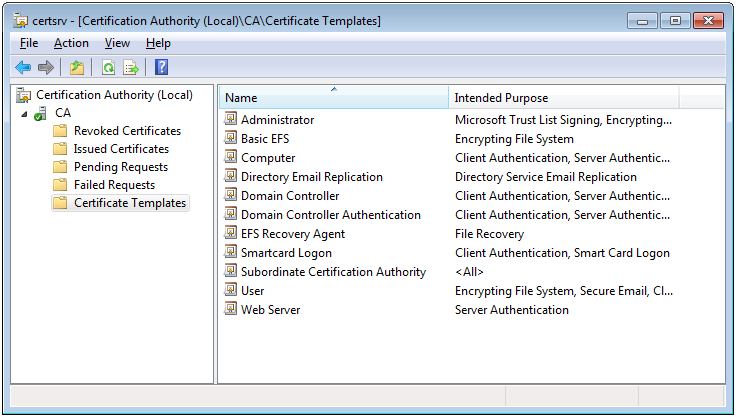 certsrv - [Certification Authority (Local)\CA\Certificate Templates]
File Action View Help
Certification Authority (Local)
CA
Revoked Certificates
Issued Certificates
Pending Requests
Failed Requests
Certificate Templates
Name Intended Purpose
Administrator Microsoft Trust List Signing, Encrypting...
Basic EFS Encrypting File System
Computer Client Authentication, Server Authentic...
Directory Email Replication Directory Service Email Replication
Domain Controller Client Authentication, Server Authentic...
Domain Controller Authentication Client Authentication, Server Authentic...
EFS Recovery Agent File Recovery
Smartcard Logon Client Authentication, Smart Card Logon
Subordinate Certification Authority <All>
User Encrypting File System, Secure Email, Cl...
Web Server Server Authentication